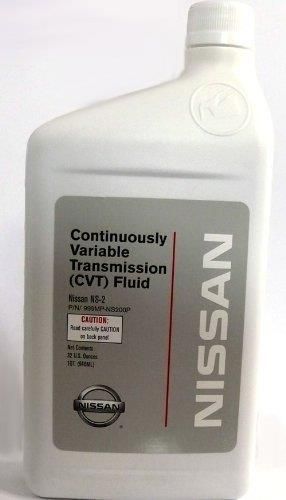 Continuously
Variable
Transmission
(CVT) Fluid
Nissan NS-2
P/N/ 999MP-NS200P
CAUTION:
Read carefully CAUTION
on back panel
Net Contents
32 U.S. Ounces
1QT. (946ML)
NISSAN
NISSAN